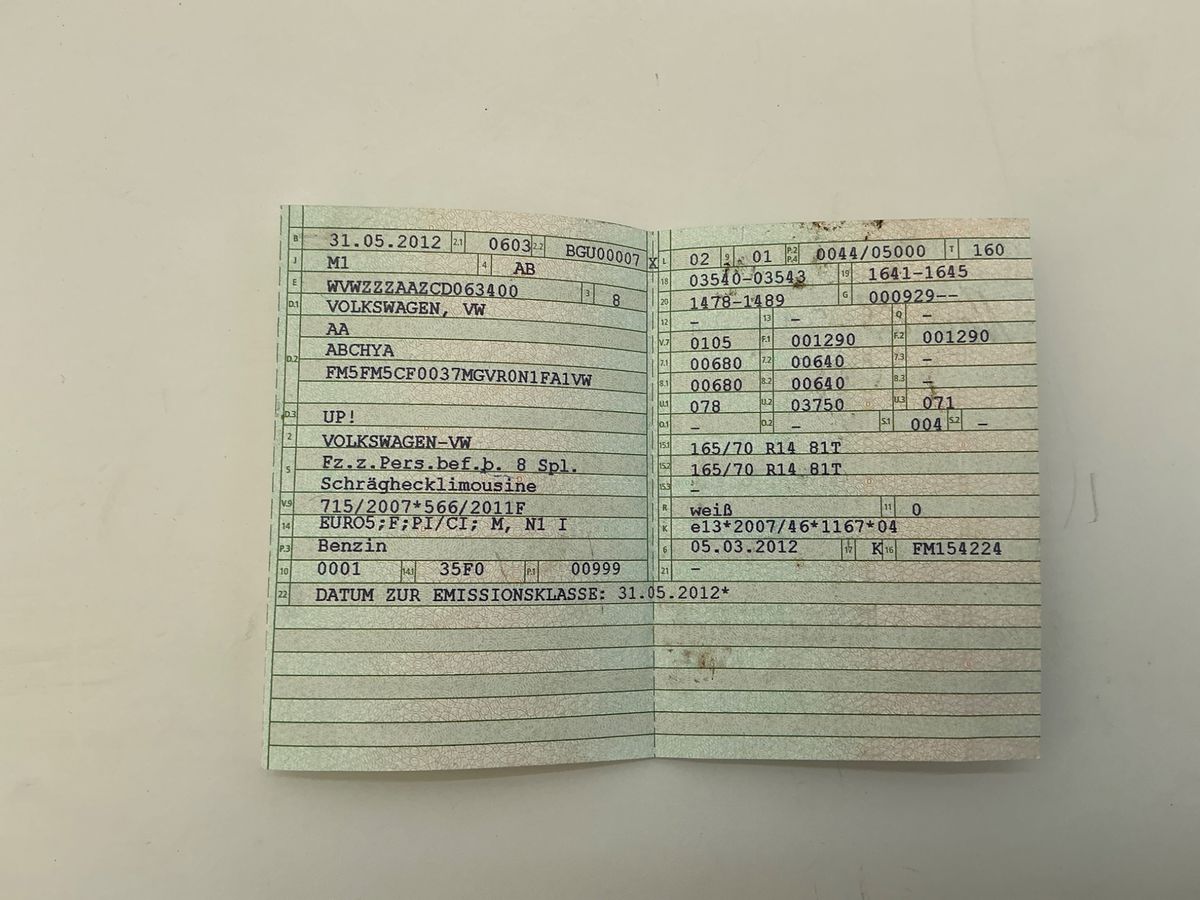 B 31.05.2012 2.1 0603 2.2 BGU00007 X
J M1 4 AB
E WVWZZZAAZCD063400 3 8
D.1 VOLKSWAGEN, VW
AA
D.2 ABCHYA
FM5FM5CF0037MGVR0N1FA1VW
D.3 UP!
2 VOLKSWAGEN-VW
5 Fz.z.Pers.bef.b. 8 Spl.
Schräghecklimousine
V.9 715/2007*566/2011F
14 EURO5;F;PI/CI; M, N1 I
P.3 Benzin
10 0001 14.1 35F0 P.1 00999
22 DATUM ZUR EMISSIONSKLASSE: 31.05.2012*
L 02 9 01 P.2 P.4 0044/05000 T 160
18 03540-03543 19 1641-1645
20 1478-1489 G 000929--
12 - 13 - Q -
V.7 0105 F.1 001290 F.2 001290
7.1 00680 7.2 00640 7.3 -
8.1 00680 8.2 00640 8.3 -
U.1 078 U.2 03750 U.3 071
O.1 - O.2 - S.1 004 S.2 -
15.1 165/70 R14 81T
15.2 165/70 R14 81T
15.3 -
R weiß 11 0
K e13*2007/46*1167*04
6 05.03.2012 17 K 16 FM154224
21 -